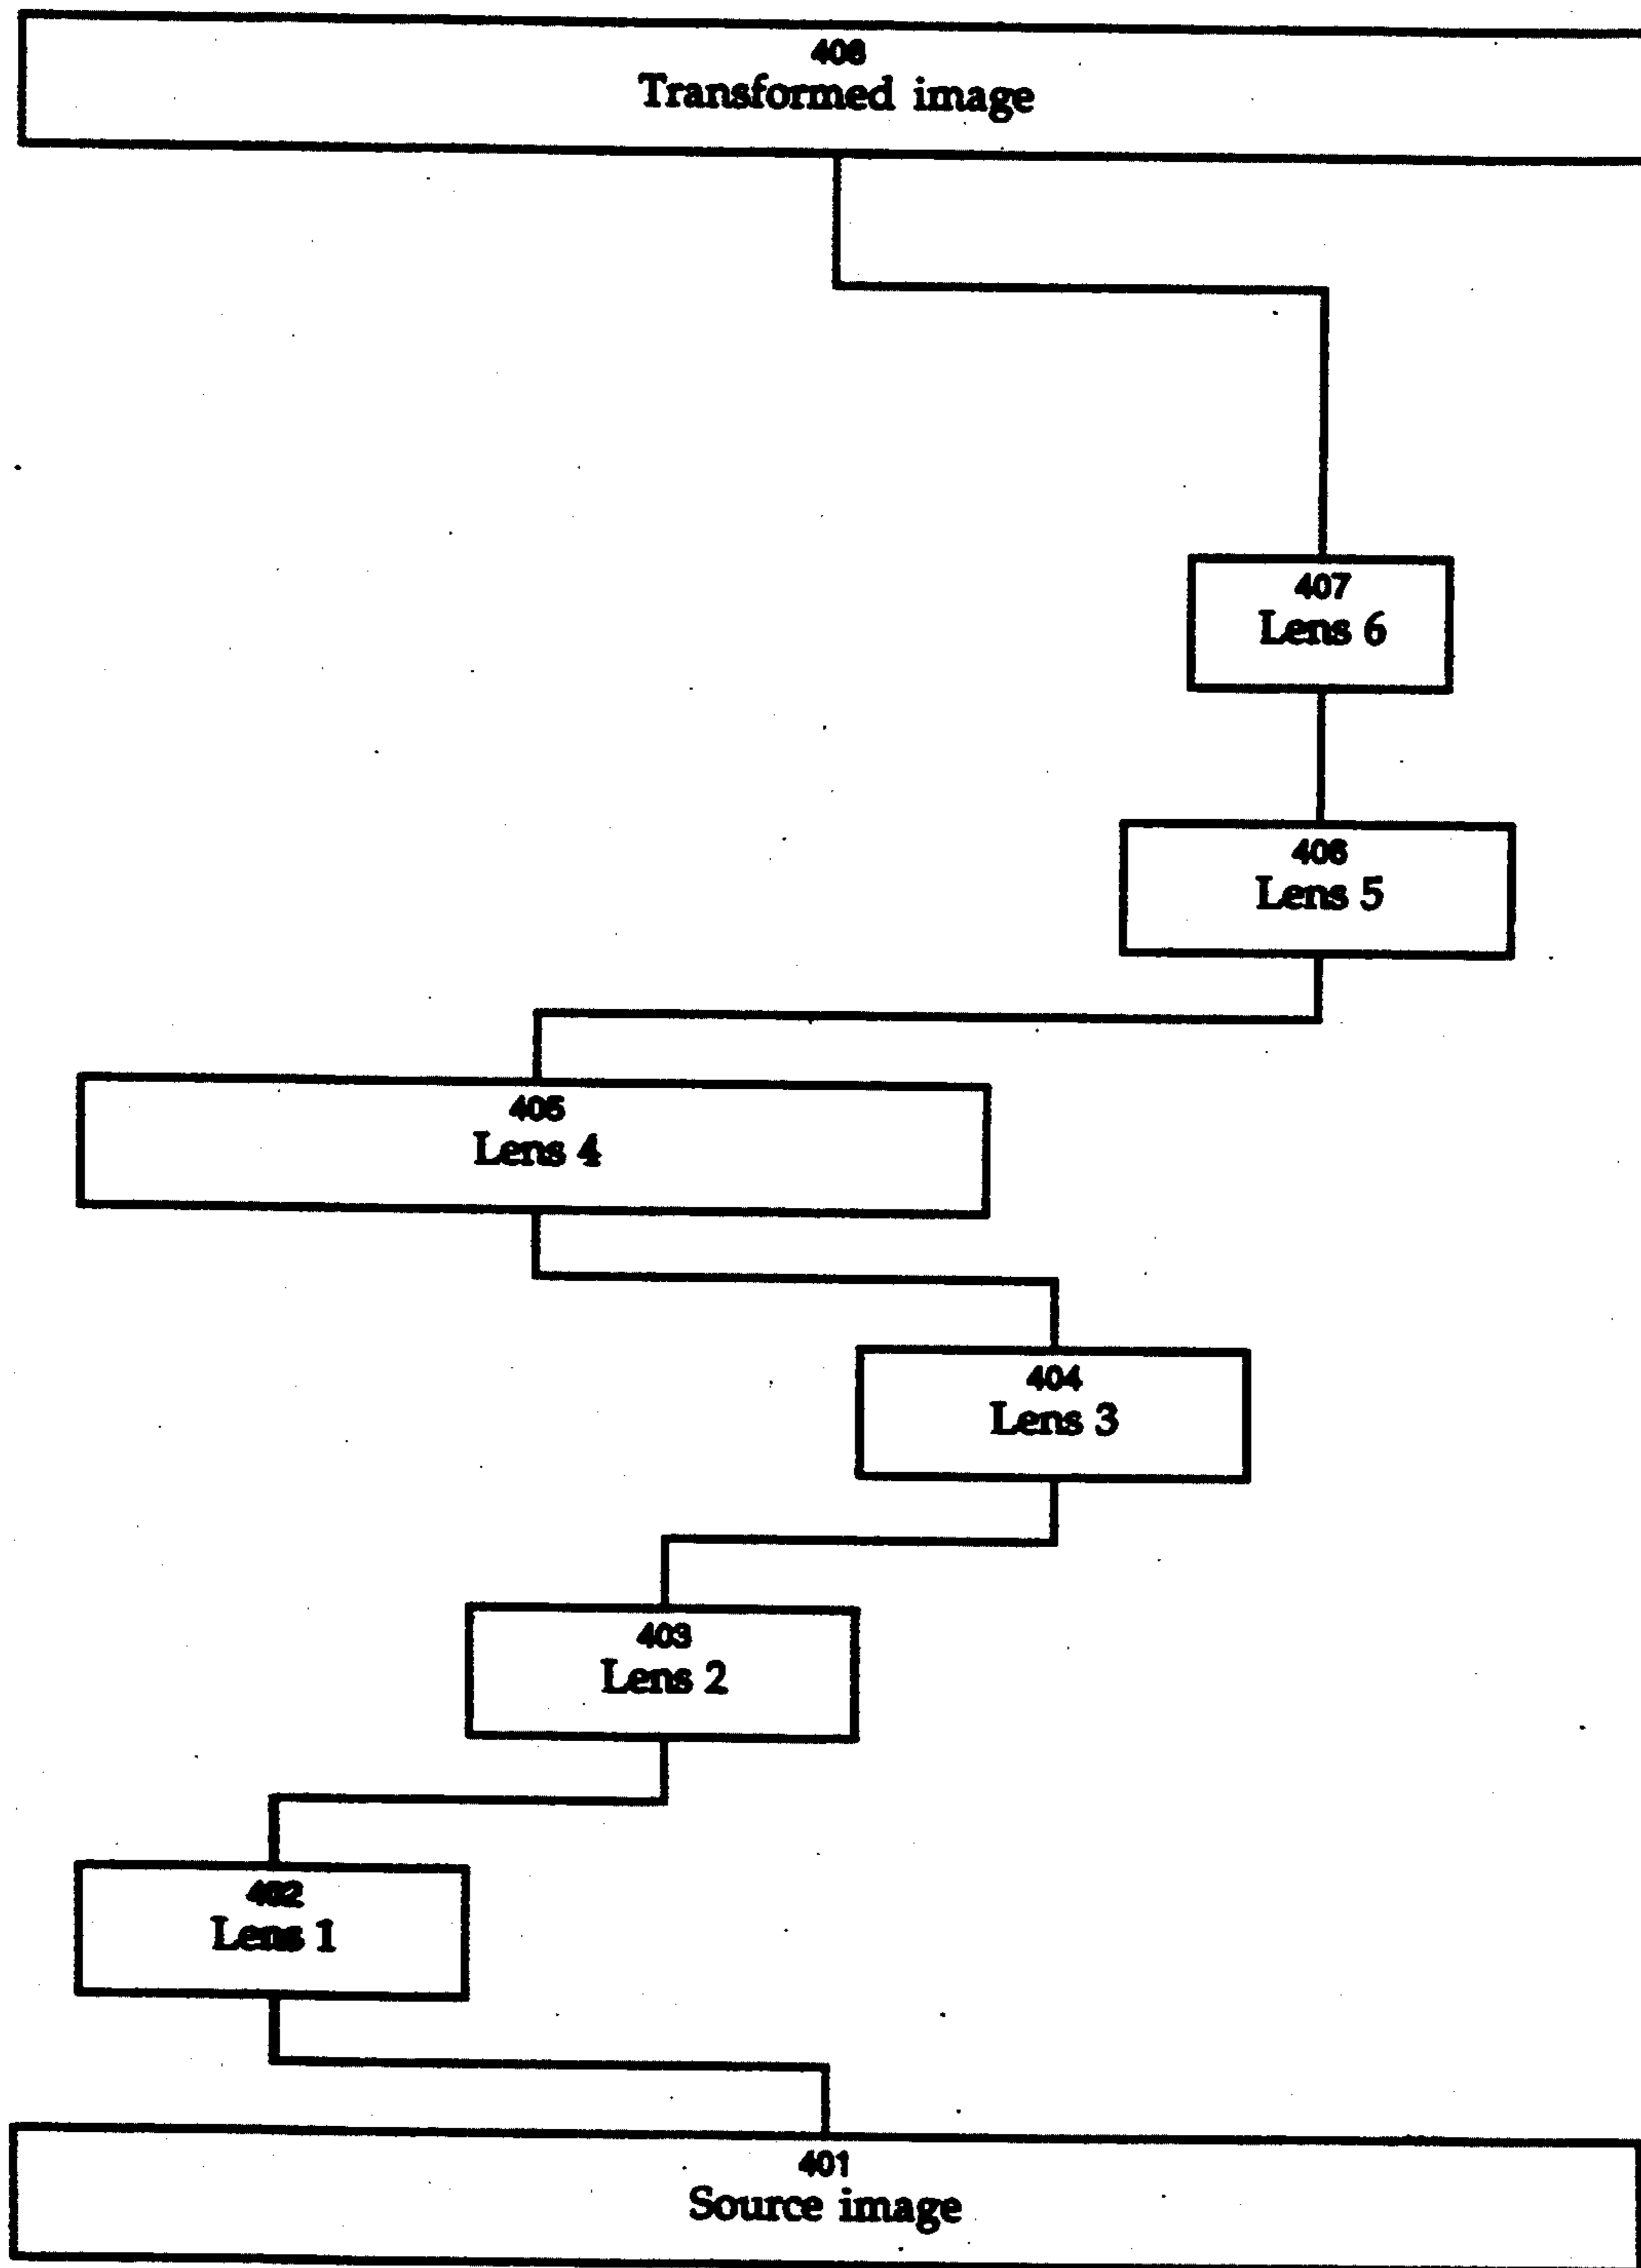 408
Transformed image
407
Lens 6
406
Lens 5
405
Lens 4
404
Lens 3
403
Lens 2
402
Lens 1
401
Source image